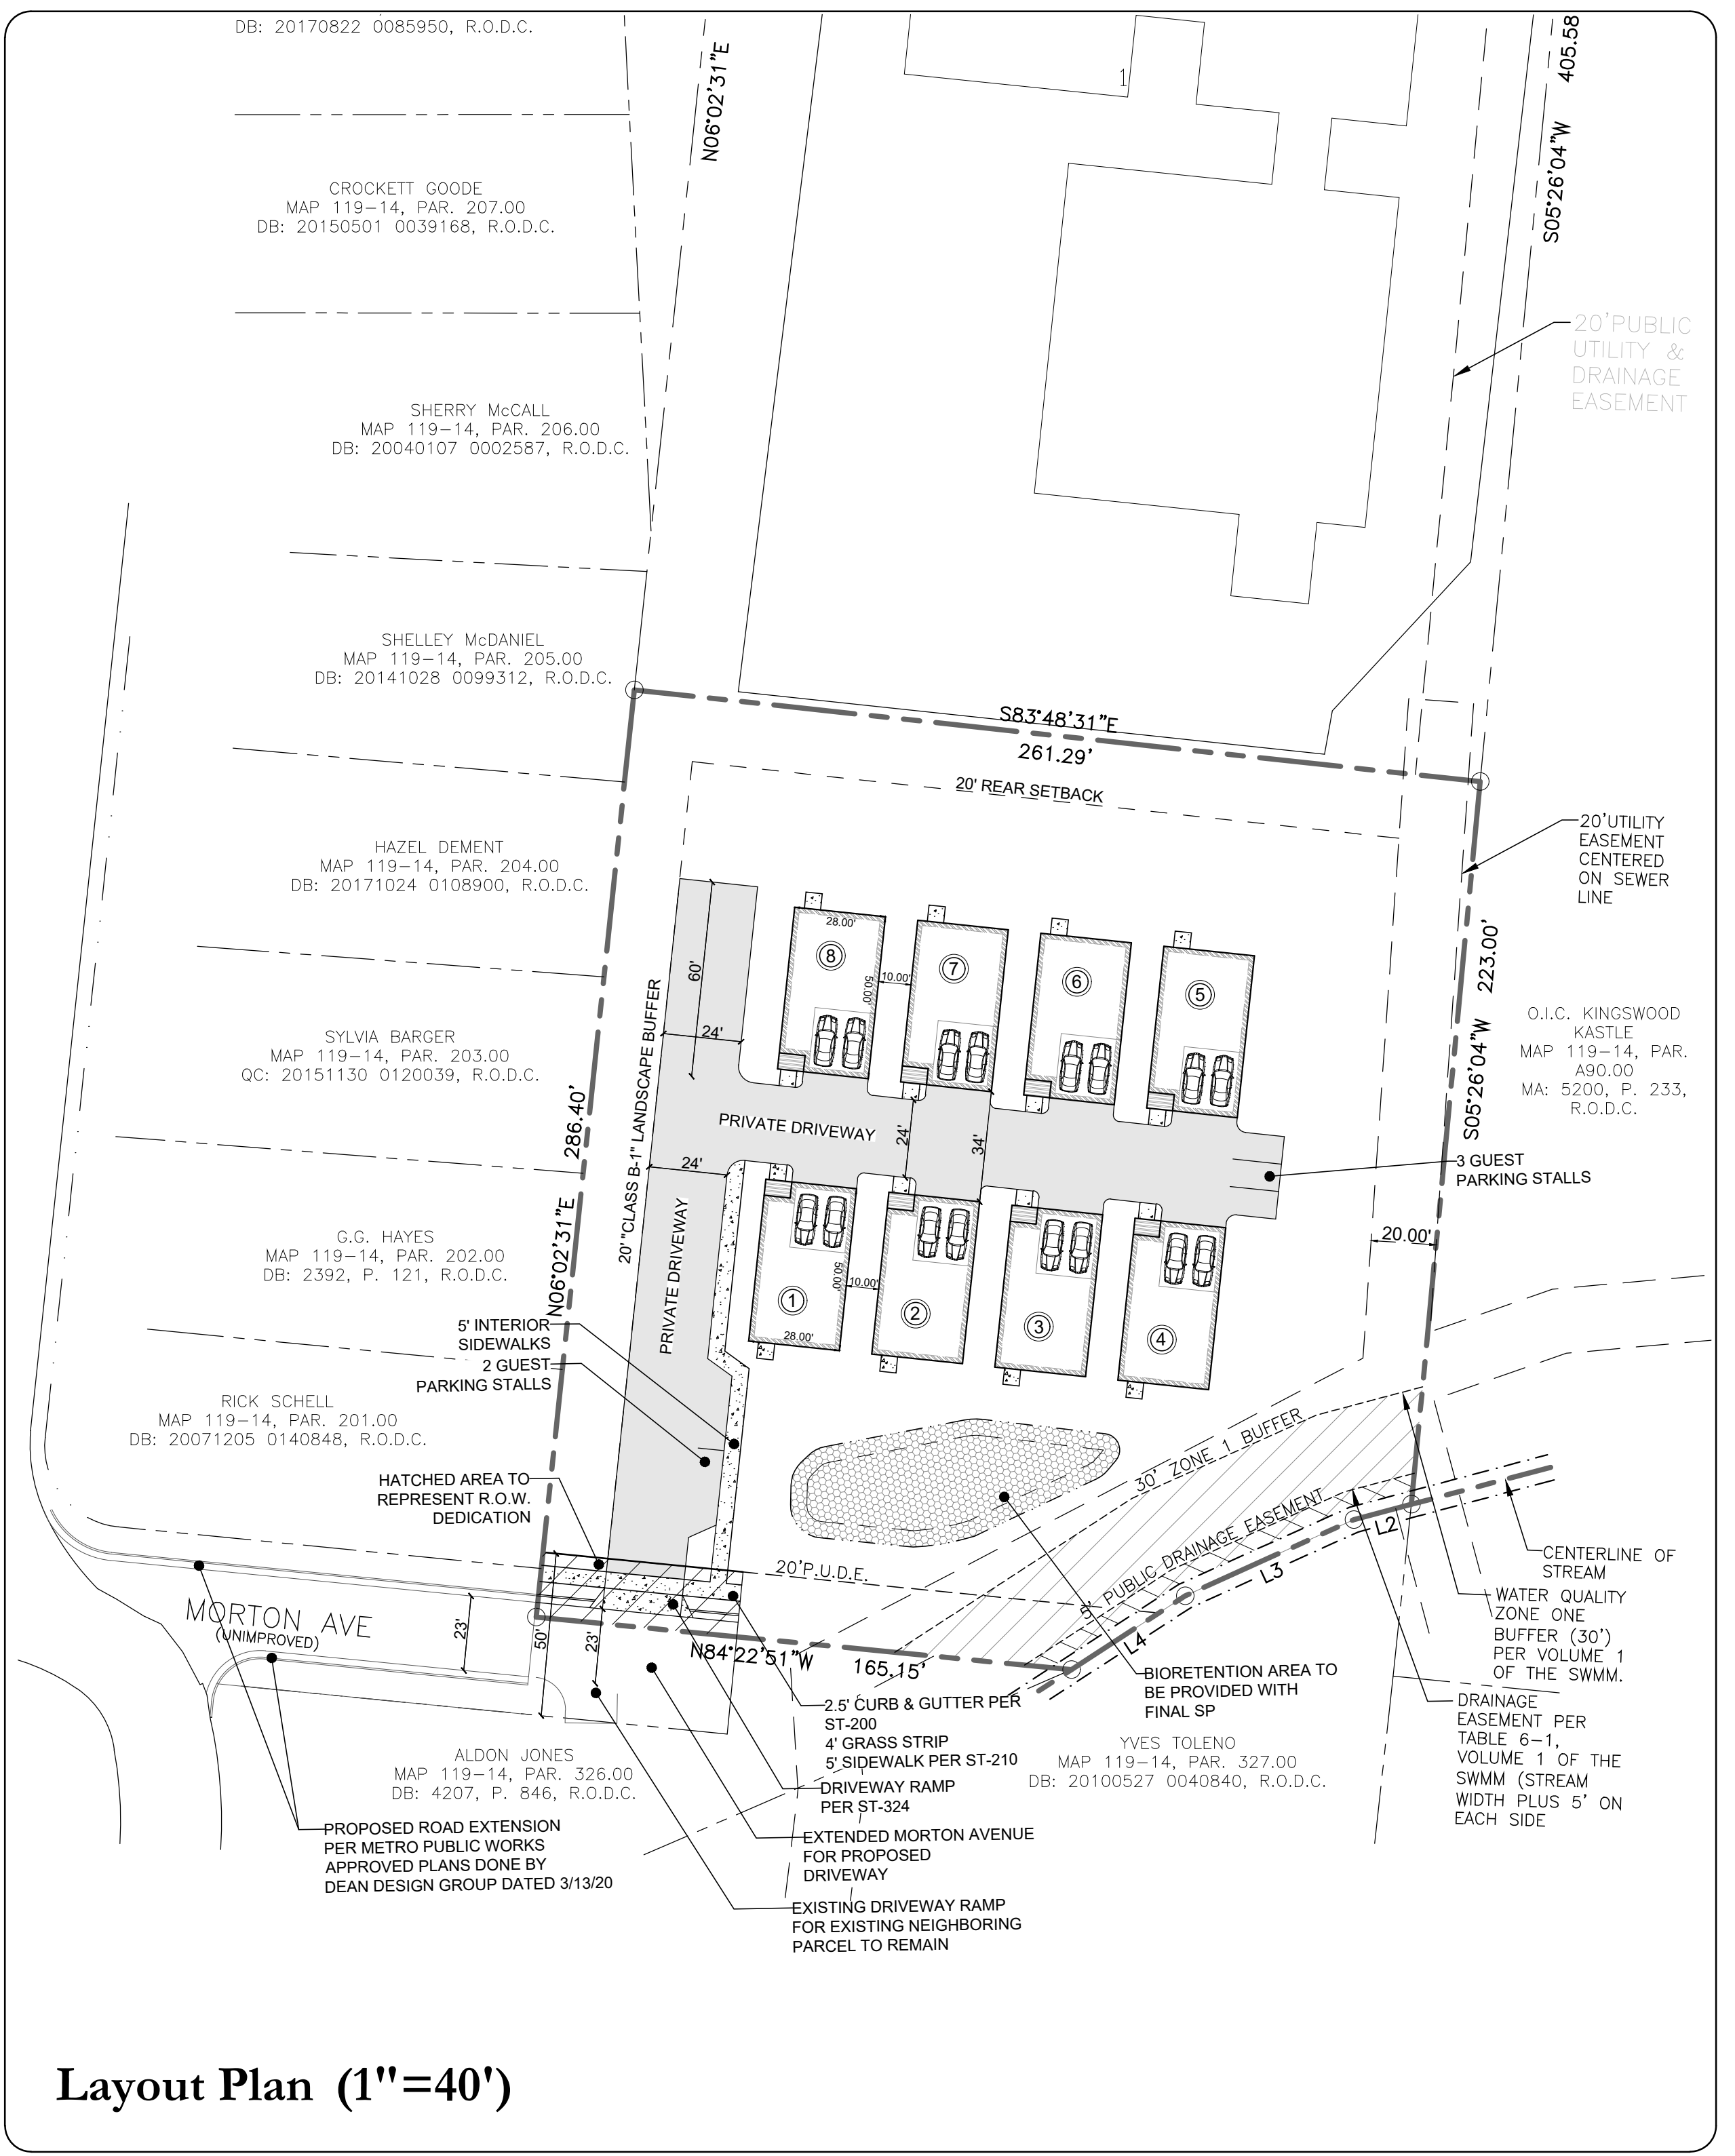 DB: 20170822 0085950, R.O.D.C.
N06°02'31"E
1
405.58
S05°26'04"W
CROCKETT GOODE
MAP 119-14, PAR. 207.00
DB: 20150501 0039168, R.O.D.C.
20'PUBLIC
UTILITY &
DRAINAGE
EASEMENT
SHERRY McCALL
MAP 119-14, PAR. 206.00
DB: 20040107 0002587, R.O.D.C.
SHELLEY McDANIEL
MAP 119-14, PAR. 205.00
DB: 20141028 0099312, R.O.D.C.
S83°48'31"E
261.29'
20' REAR SETBACK
20'UTILITY
EASEMENT
CENTERED
ON SEWER
LINE
HAZEL DEMENT
MAP 119-14, PAR. 204.00
DB: 20171024 0108900, R.O.D.C.
28.00'
8
50.00'
10.00'
7
6
5
60'
24'
20' "CLASS B-1" LANDSCAPE BUFFER
S05°26'04"W 223.00'
O.I.C. KINGSWOOD
KASTLE
MAP 119-14, PAR.
A90.00
MA: 5200, P. 233,
R.O.D.C.
SYLVIA BARGER
MAP 119-14, PAR. 203.00
QC: 20151130 0120039, R.O.D.C.
N06°02'31"E 286.40'
PRIVATE DRIVEWAY
24'
34'
24'
3 GUEST
PARKING STALLS
PRIVATE DRIVEWAY
20.00'
G.G. HAYES
MAP 119-14, PAR. 202.00
DB: 2392, P. 121, R.O.D.C.
1
50.00'
10.00'
28.00'
2
3
4
5' INTERIOR
SIDEWALKS
2 GUEST
PARKING STALLS
RICK SCHELL
MAP 119-14, PAR. 201.00
DB: 20071205 0140848, R.O.D.C.
30' ZONE 1 BUFFER
HATCHED AREA TO
REPRESENT R.O.W.
DEDICATION
5' PUBLIC DRAINAGE EASEMENT
L2
L3
L4
20'P.U.D.E.
CENTERLINE OF
STREAM
WATER QUALITY
ZONE ONE
BUFFER (30')
PER VOLUME 1
OF THE SWMM.
MORTON AVE
(UNIMPROVED)
23'
50'
23'
N84°22'51"W
165.15'
BIORETENTION AREA TO
BE PROVIDED WITH
FINAL SP
2.5' CURB & GUTTER PER
ST-200
4' GRASS STRIP
5' SIDEWALK PER ST-210
DRAINAGE
EASEMENT PER
TABLE 6-1,
VOLUME 1 OF THE
SWMM (STREAM
WIDTH PLUS 5' ON
EACH SIDE
ALDON JONES
MAP 119-14, PAR. 326.00
DB: 4207, P. 846, R.O.D.C.
YVES TOLENO
MAP 119-14, PAR. 327.00
DB: 20100527 0040840, R.O.D.C.
DRIVEWAY RAMP
PER ST-324
PROPOSED ROAD EXTENSION
PER METRO PUBLIC WORKS
APPROVED PLANS DONE BY
DEAN DESIGN GROUP DATED 3/13/20
EXTENDED MORTON AVENUE
FOR PROPOSED
DRIVEWAY
EXISTING DRIVEWAY RAMP
FOR EXISTING NEIGHBORING
PARCEL TO REMAIN
Layout Plan (1"=40')